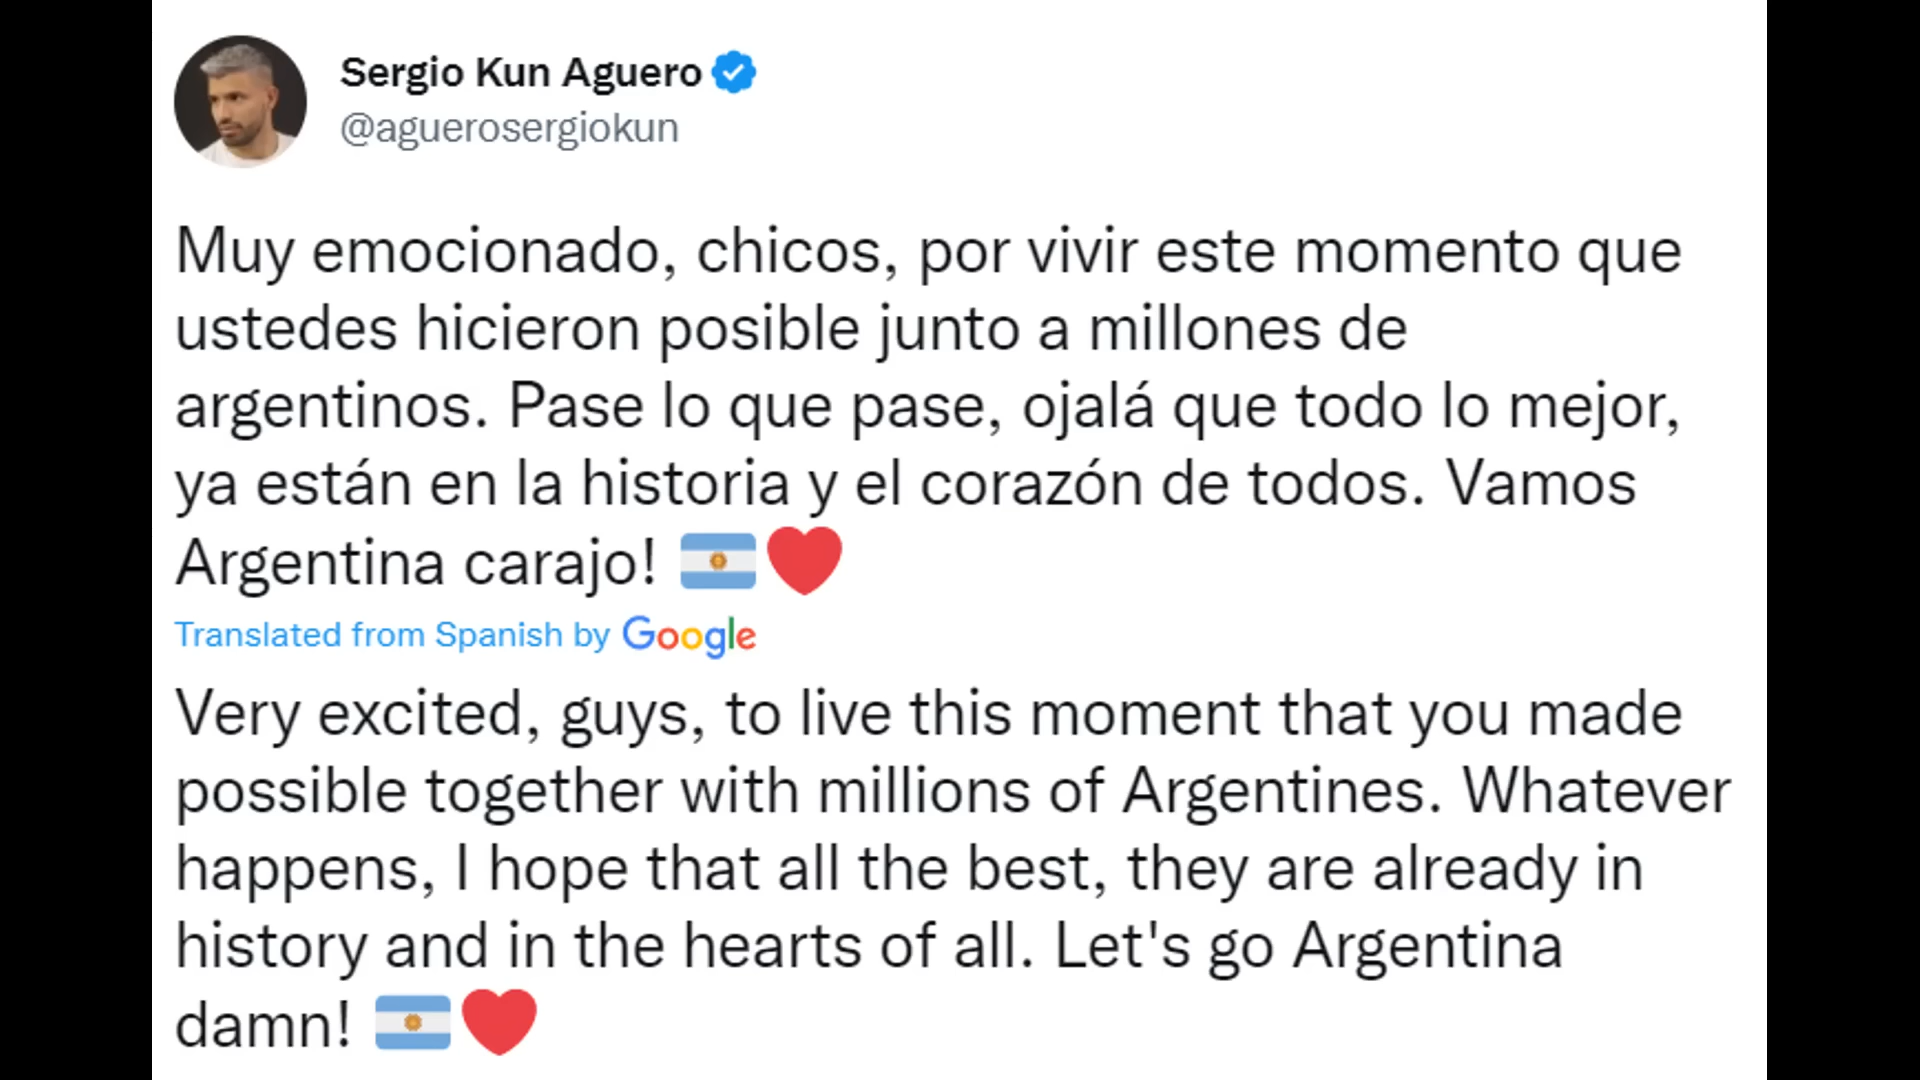 Sergio Kun Aguero
@aguerosergiokun
Muy emocionado, chicos, por vivir este momento que
ustedes hicieron posible junto a millones de
argentinos. Pase lo que pase, ojalá que todo lo mejor,
ya están en la historia y el corazón de todos. Vamos
Argentina carajo! 🇦🇷❤️
Translated from Spanish by Google
Very excited, guys, to live this moment that you made
possible together with millions of Argentines. Whatever
happens, I hope that all the best, they are already in
history and in the hearts of all. Let's go Argentina
damn! 🇦🇷❤️